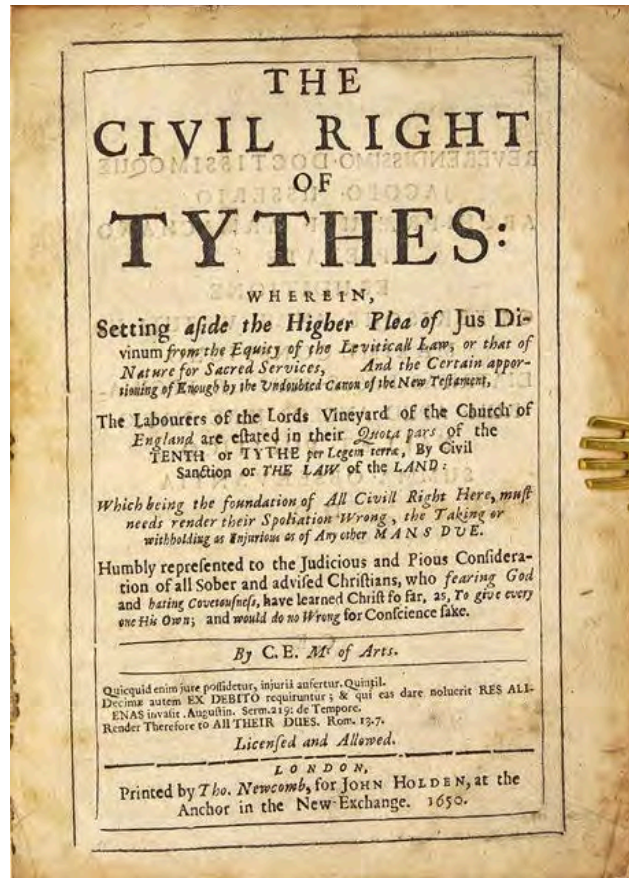 THE
CIVIL RIGHT
OF
TYTHES:
WHEREIN,
Setting aſide the Higher Plea of Jus Di-
vinum from the Equity of the Leviticall Law, or that of
Nature for Sacred Services, And the Certain appor-
tioning of Enough by the Undoubted Canon of the New Teſtament,
The Labourers of the Lords Vineyard of the Church of
England are eſtated in their Quota pars of the
TENTH or TYTHE per Legem terræ, By Civil
Sanction or THE LAW of the LAND:
Which being the foundation of All Civill Right Here, muſt
needs render their Spoliation Wrong, the Taking or
withholding as Injurious as of Any other MANS DUE.
Humbly repreſented to the Judicious and Pious Conſidera-
tion of all Sober and adviſed Chriſtians, who fearing God
and hating Covetouſneſs, have learned Chriſt ſo far, as, To give every
one His Own; and would do no Wrong for Conſcience ſake.
By C. E. Mr of Arts.
Quicquid enim jure poſſidetur, injuriâ aufertur. Quintil.
Decimæ autem EX DEBITO requiruntur; & qui eas dare noluerit RES ALI-
ENAS invaſit. Auguſtin. Serm. 219: de Tempore.
Render Therefore to All THEIR DUES. Rom. 13.7.
Licenſed and Allowed.
LONDON,
Printed by Tho. Newcomb, for JOHN HOLDEN, at the
Anchor in the New-Exchange. 1650.